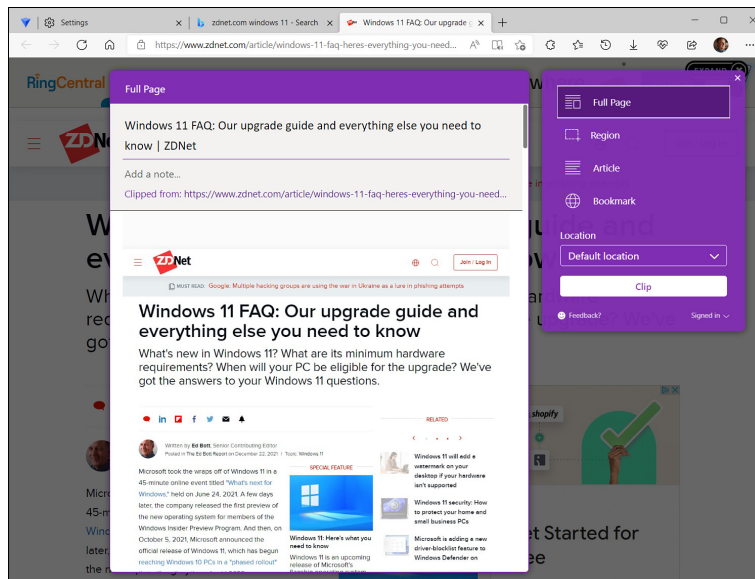 Settings
zdnet.com windows 11 - Search
Windows 11 FAQ: Our upgrade g
https://www.zdnet.com/article/windows-11-faq-heres-everything-you-need...
RingCentral
Full Page
Windows 11 FAQ: Our upgrade guide and everything else you need to
know | ZDNet
Add a note...
Clipped from: https://www.zdnet.com/article/windows-11-faq-heres-everything-you-need...
ZDNet
Join / Log In
MUST READ: Google: Multiple hacking groups are using the war in Ukraine as a lure in phishing attempts
Windows 11 FAQ: Our upgrade guide and
everything else you need to know
What's new in Windows 11? What are its minimum hardware
requirements? When will your PC be eligible for the upgrade? We've
got the answers to your Windows 11 questions.
Written by Ed Bott, Senior Contributing Editor
Posted in The Ed Bott Report on December 22, 2021 | Topic: Windows 11
Microsoft took the wraps off of Windows 11 in a
45-minute online event titled "What's next for
Windows," held on June 24, 2021. A few days
later, the company released the first preview of
the new operating system for members of the
Windows Insider Preview Program. And then, on
October 5, 2021, Microsoft announced the
official release of Windows 11, which has begun
reaching Windows 10 PCs in a "phased rollout"
SPECIAL FEATURE
Windows 11: Here's what you
need to know
Windows 11 is an upcoming
release of Microsoft's
RELATED
Windows 11 will add a
watermark on your
desktop if your hardware
isn't supported
Windows 11 security: How
to protect your home and
small business PCs
Microsoft is adding a new
driver-blocklist feature to
Windows Defender on
Full Page
Region
Article
Bookmark
Location
Default location
Clip
Feedback?
Signed in
shopify
et Started for
ee